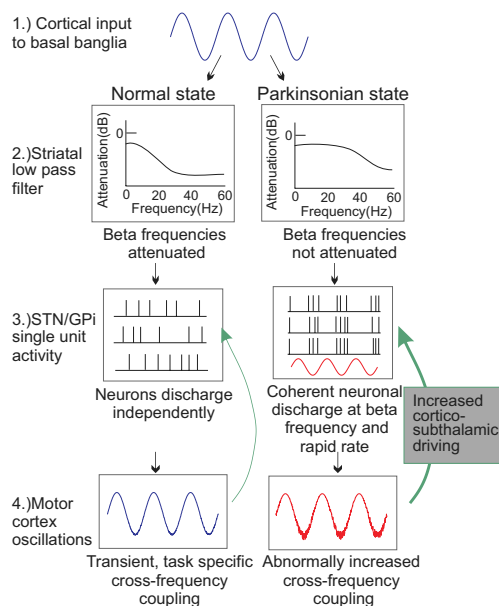 1.) Cortical input
to basal banglia
Normal state
Parkinsonian state
2.)Striatal
low pass
filter
Attenuation(dB)
0
0 20 40 60
Frequency(Hz)
Attenuation(dB)
0
0 20 40 60
Frequency(Hz)
Beta frequencies
attenuated
Beta frequencies
not attenuated
3.)STN/GPi
single unit
activity
Neurons discharge
independently
Coherent neuronal
discharge at beta
frequency and
rapid rate
Increased
cortico-
subthalamic
driving
4.)Motor
cortex
oscillations
Transient, task specific
cross-frequency
coupling
Abnormally increased
cross-frequency
coupling